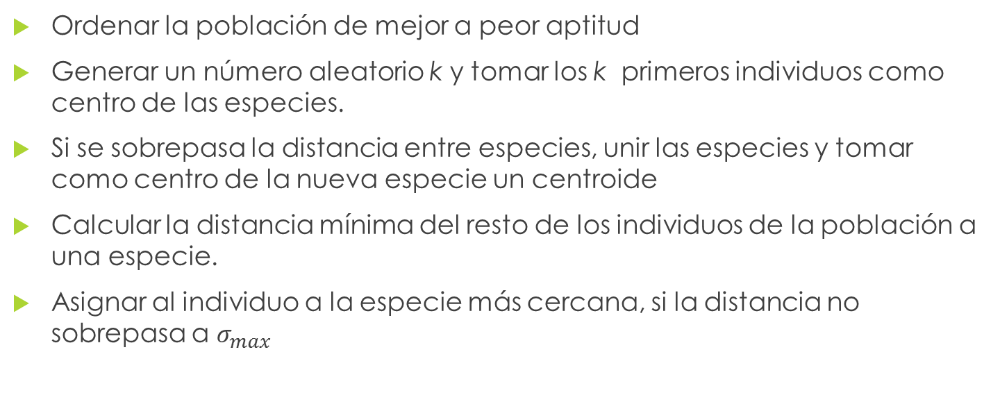 Ordenar la población de mejor a peor aptitud
Generar un número aleatorio k y tomar los k primeros individuos como
centro de las especies.
Si se sobrepasa la distancia entre especies, unir las especies y tomar
como centro de la nueva especie un centroide
Calcular la distancia mínima del resto de los individuos de la población a
una especie.
Asignar al individuo a la especie más cercana, si la distancia no
sobrepasa a σmax